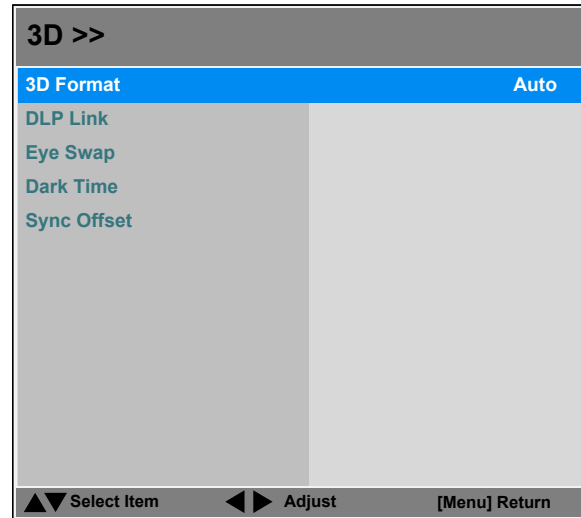 3D >>
3D Format Auto
DLP Link
Eye Swap
Dark Time
Sync Offset
▲▼ Select Item ◀▶ Adjust [Menu] Return